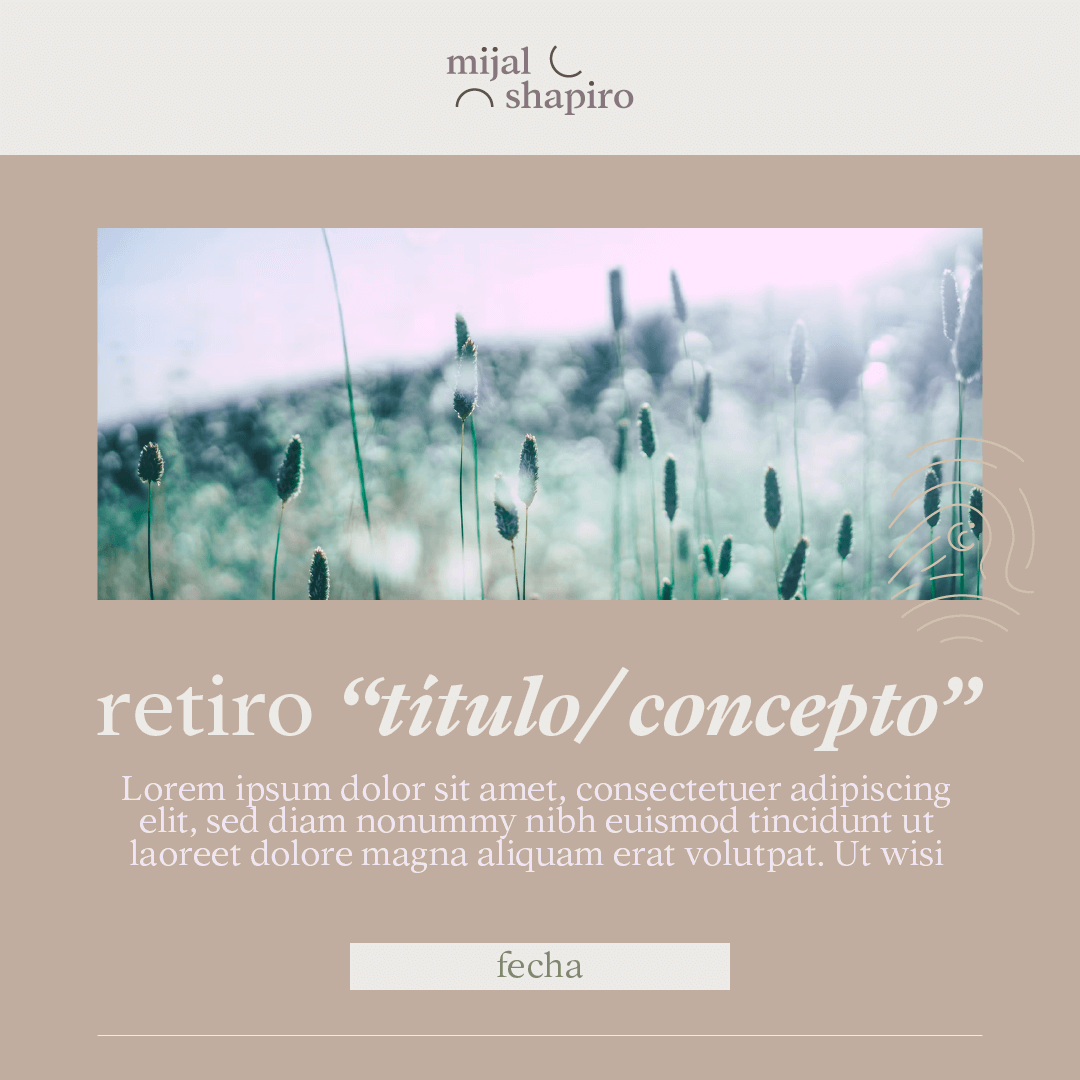 mijal
shapiro
retiro “título/ concepto”
Lorem ipsum dolor sit amet, consectetuer adipiscing
elit, sed diam nonummy nibh euismod tincidunt ut
laoreet dolore magna aliquam erat volutpat. Ut wisi
fecha